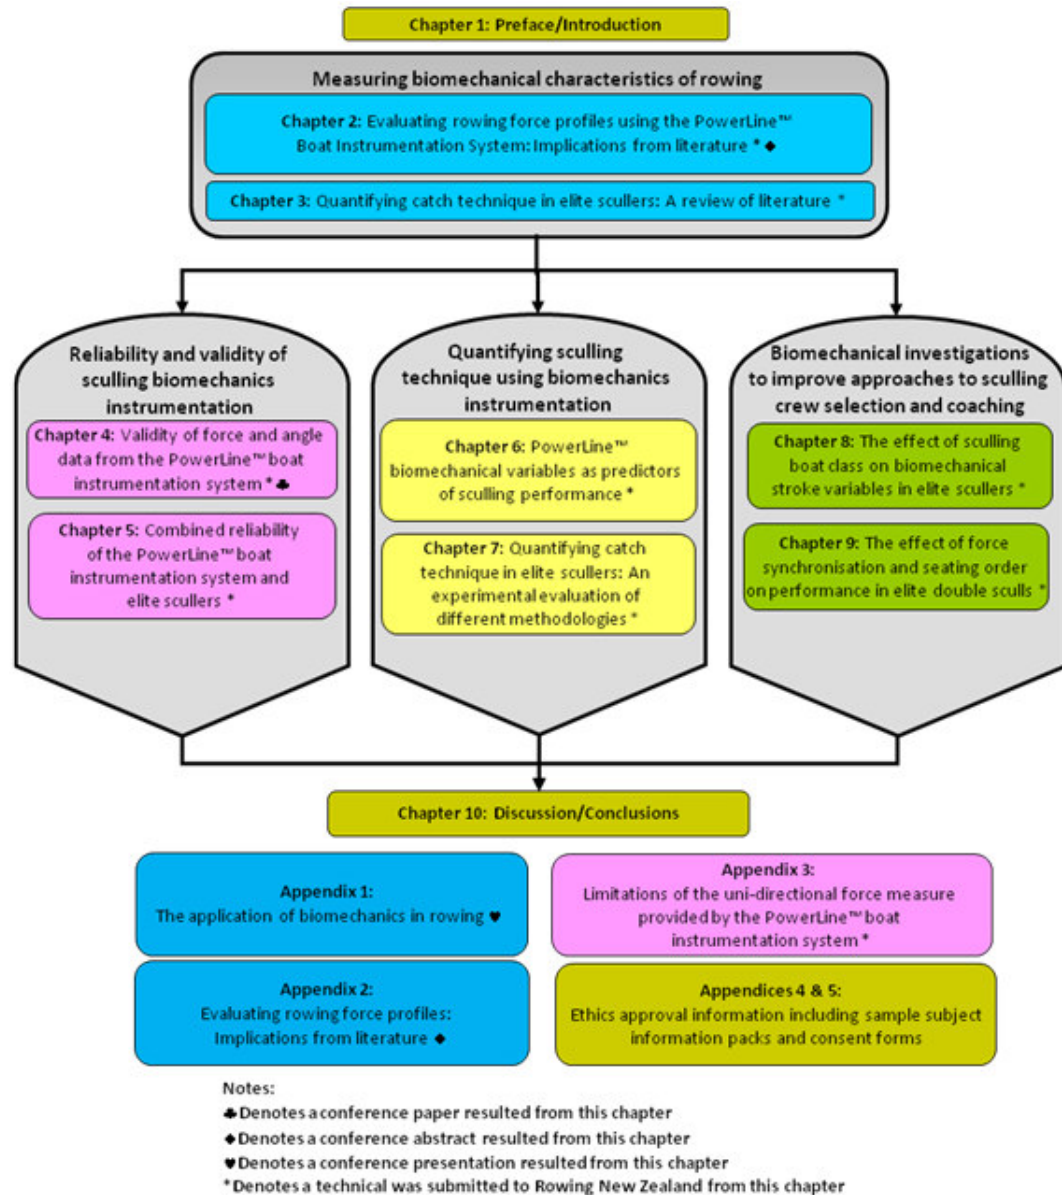 Chapter 1: Preface/Introduction
Measuring biomechanical characteristics of rowing
Chapter 2: Evaluating rowing force profiles using the PowerLine™
Boat Instrumentation System: Implications from literature * ◆
Chapter 3: Quantifying catch technique in elite scullers: A review of literature *
Reliability and validity of
sculling biomechanics
instrumentation
Chapter 4: Validity of force and angle
data from the PowerLine™ boat
instrumentation system * ♣
Chapter 5: Combined reliability
of the PowerLine™ boat
instrumentation system and
elite scullers *
Quantifying sculling
technique using biomechanics
instrumentation
Chapter 6: PowerLine™
biomechanical variables as predictors
of sculling performance *
Chapter 7: Quantifying catch
technique in elite scullers: An
experimental evaluation of
different methodologies *
Biomechanical investigations
to improve approaches to sculling
crew selection and coaching
Chapter 8: The effect of sculling
boat class on biomechanical
stroke variables in elite scullers *
Chapter 9: The effect of force
synchronisation and seating order
on performance in elite double sculls *
Chapter 10: Discussion/Conclusions
Appendix 1:
The application of biomechanics in rowing ♥
Appendix 3:
Limitations of the uni-directional force measure
provided by the PowerLine™ boat
instrumentation system *
Appendix 2:
Evaluating rowing force profiles:
Implications from literature ◆
Appendices 4 & 5:
Ethics approval information including sample subject
information packs and consent forms
Notes:
♣ Denotes a conference paper resulted from this chapter
◆ Denotes a conference abstract resulted from this chapter
♥ Denotes a conference presentation resulted from this chapter
* Denotes a technical was submitted to Rowing New Zealand from this chapter